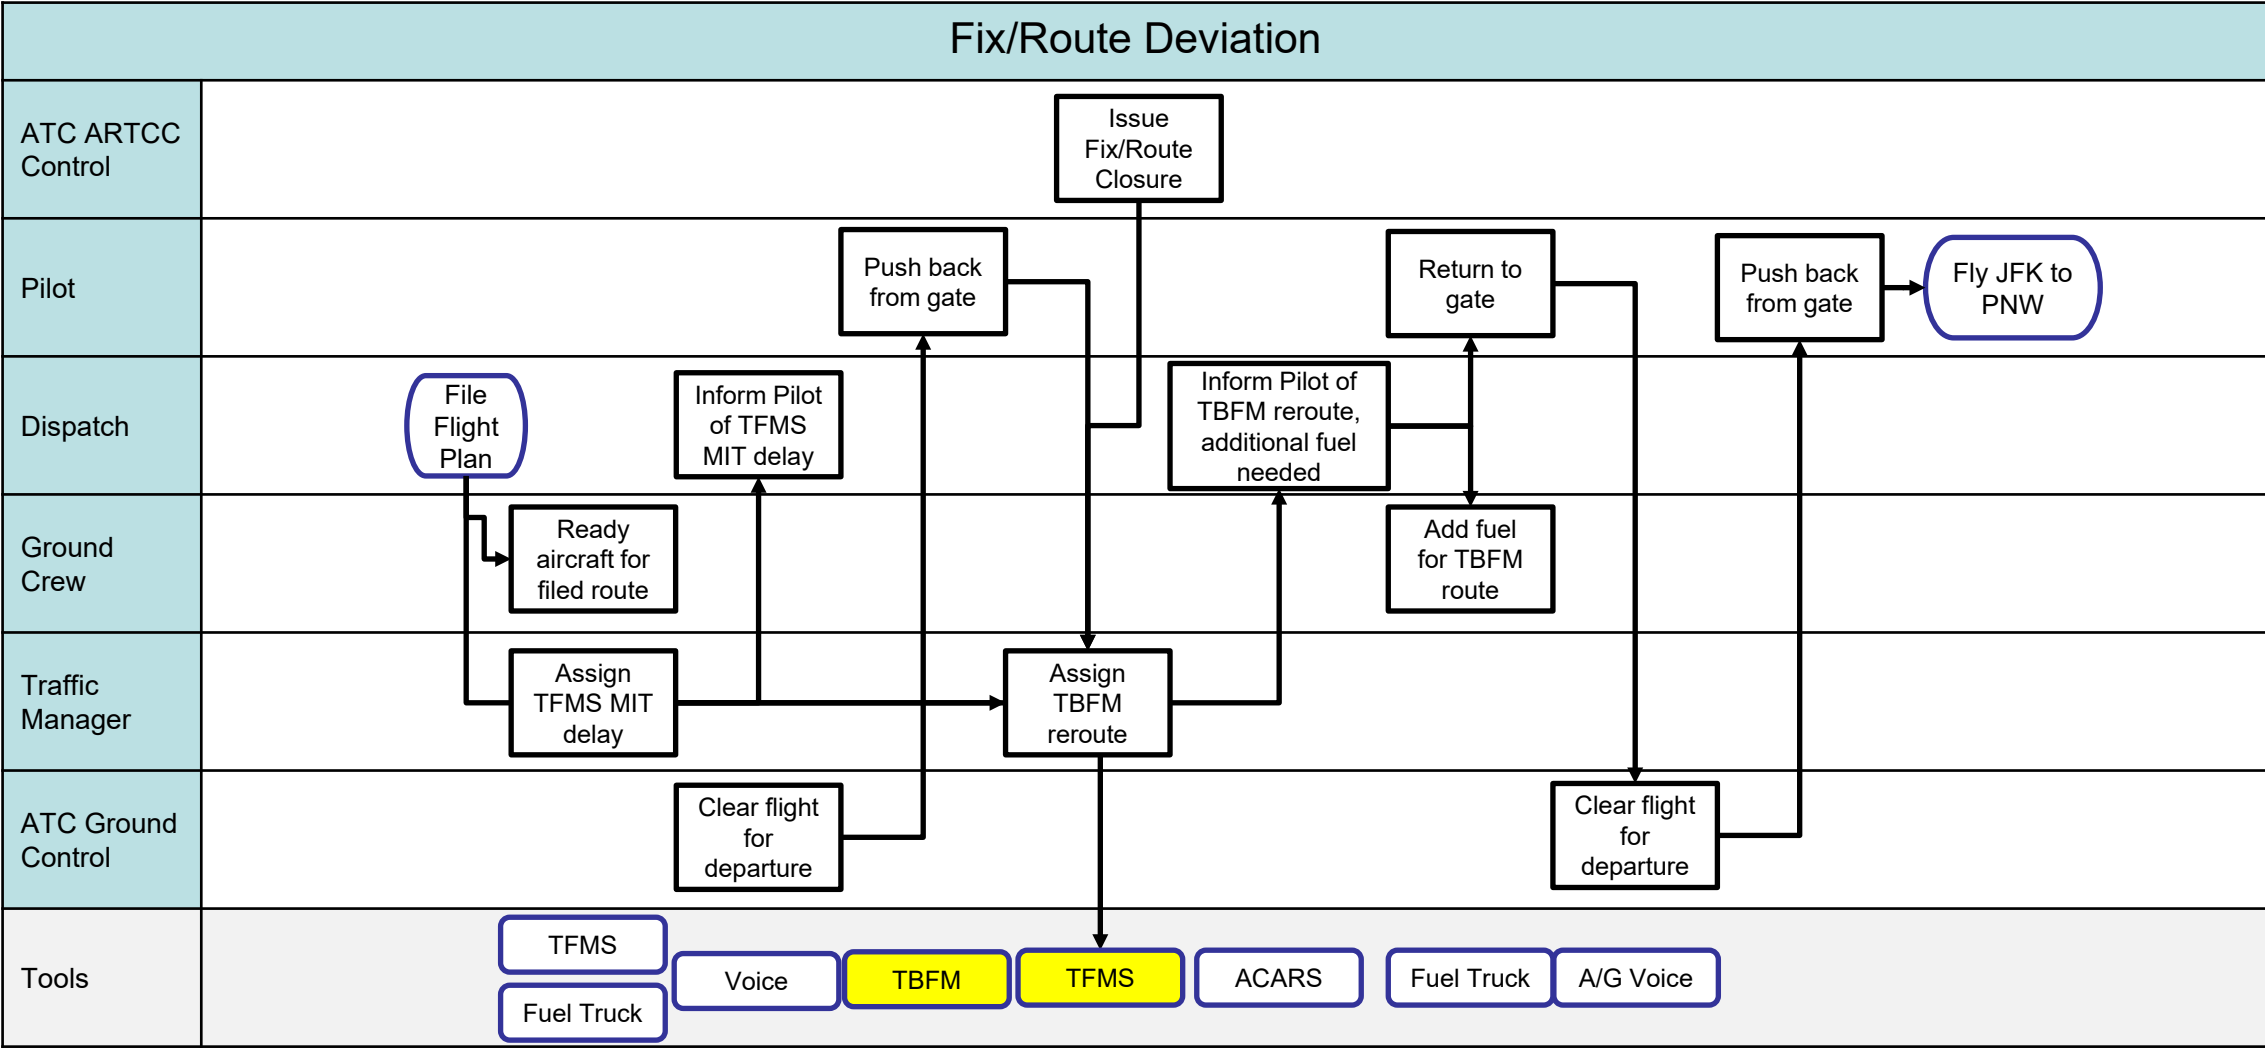 Fix/Route Deviation
ATC ARTCC
Control
Issue
Fix/Route
Closure
Pilot
Push back
from gate
Return to
gate
Push back
from gate
Fly JFK to
PNW
Dispatch
File
Flight
Plan
Inform Pilot
of TFMS
MIT delay
Inform Pilot of
TBFM reroute,
additional fuel
needed
Ground
Crew
Ready
aircraft for
filed route
Add fuel
for TBFM
route
Traffic
Manager
Assign
TFMS MIT
delay
Assign
TBFM
reroute
ATC Ground
Control
Clear flight
for
departure
Clear flight
for
departure
Tools
TFMS
Fuel Truck
Voice
TBFM
TFMS
ACARS
Fuel Truck
A/G Voice